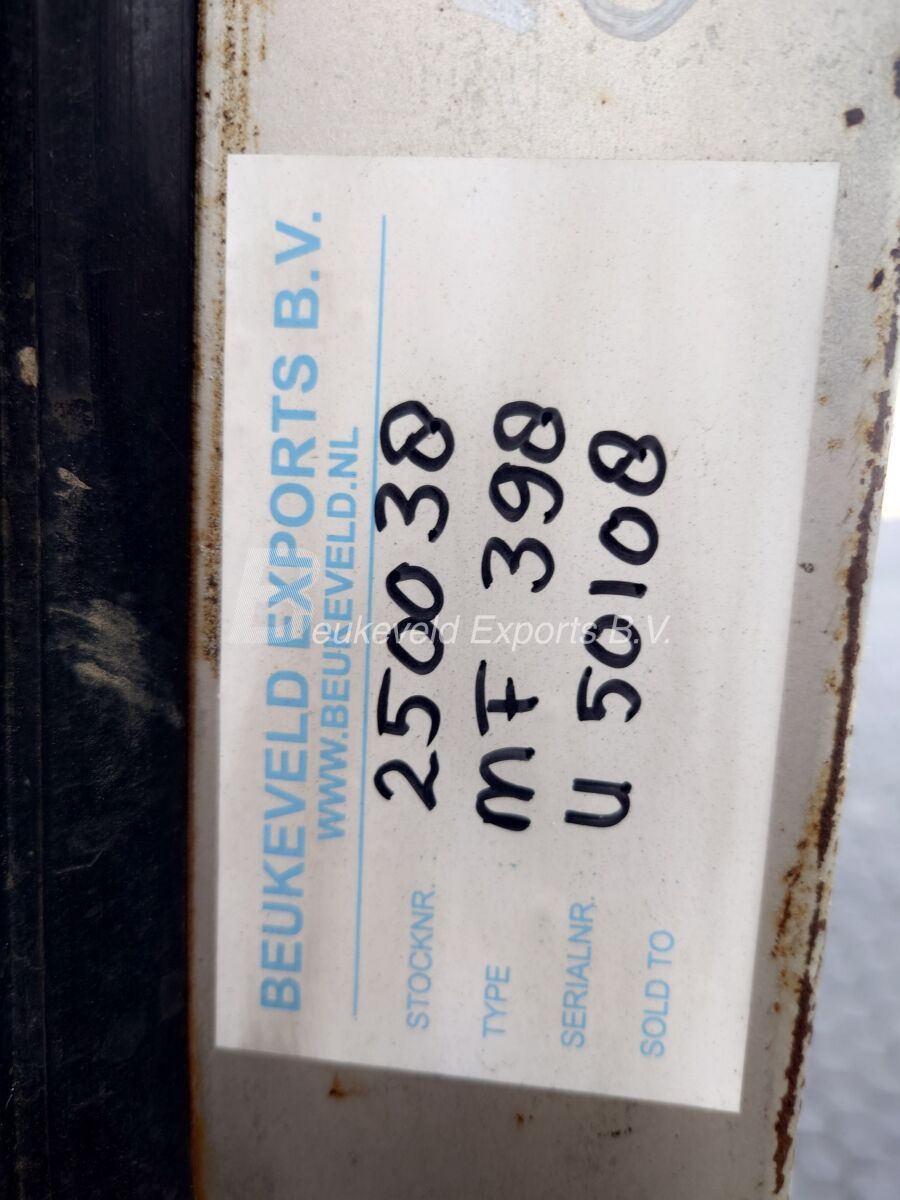 BEUKEVELD EXPORTS B.V.
WWW.BEUKEVELD.NL
STOCKNR. 250038
TYPE MF 398
SERIALNR. U 50108
SOLD TO
Beukeveld Exports B.V.